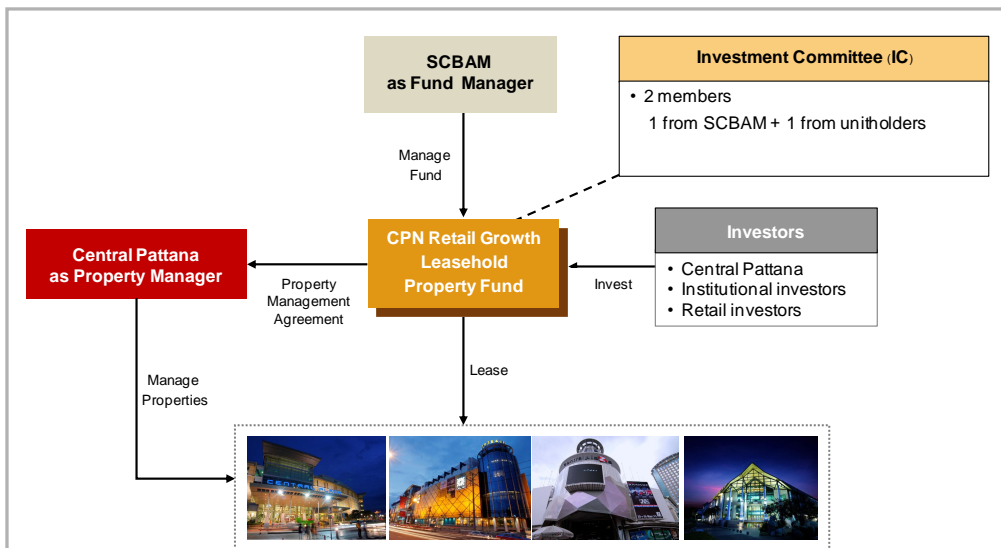 SCBAM
as Fund Manager
Investment Committee (IC)
• 2 members
1 from SCBAM + 1 from unitholders
Manage
Fund
CPN Retail Growth
Leasehold
Property Fund
Central Pattana
as Property Manager
Investors
• Central Pattana
• Institutional investors
• Retail investors
Property
Management
Agreement
Invest
Lease
Manage
Properties